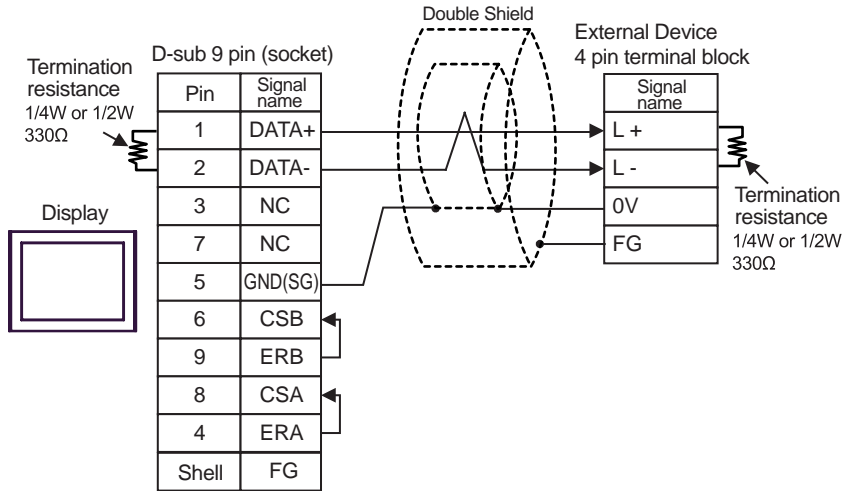 Double Shield
D-sub 9 pin (socket)
External Device
4 pin terminal block
Termination
resistance
1/4W or 1/2W
330Ω
Display
Pin Signal name
1 DATA+
2 DATA-
3 NC
7 NC
5 GND(SG)
6 CSB
9 ERB
8 CSA
4 ERA
Shell FG
Signal
name
L +
L -
0V
FG
Termination
resistance
1/4W or 1/2W
330Ω